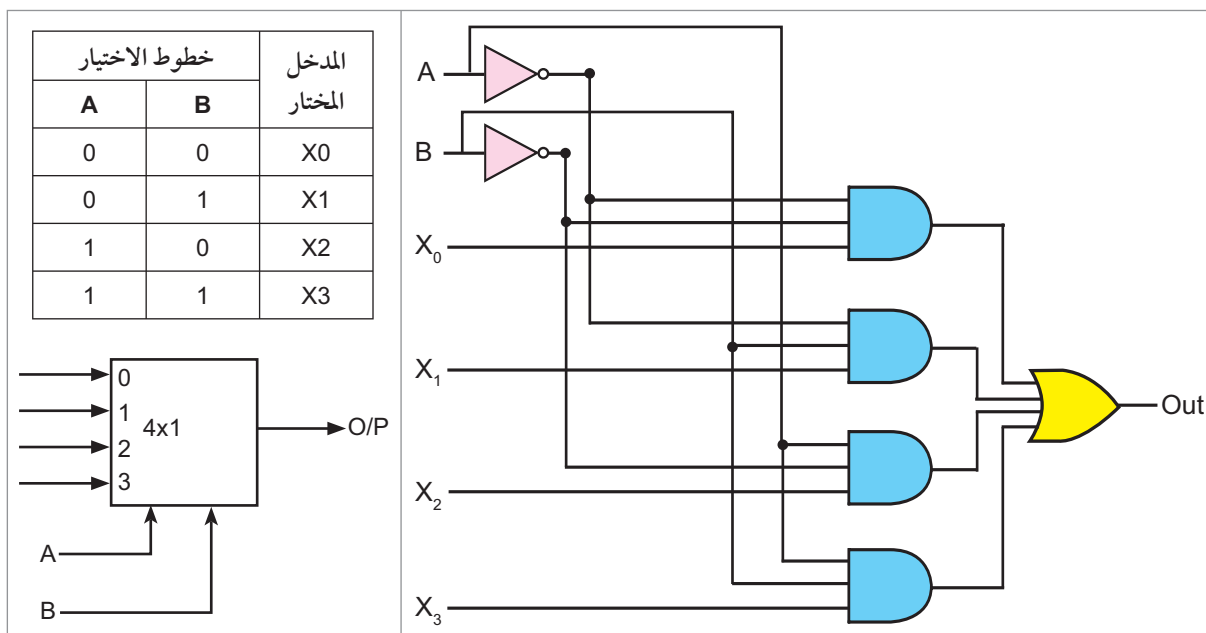 خطوط الاختيار
المدخل
المختار
A B
0 0 X0
0 1 X1
1 0 X2
1 1 X3
0
1
2
3
4x1
O/P
A
B
A
B
X₀
X₁
X₂
X₃
Out